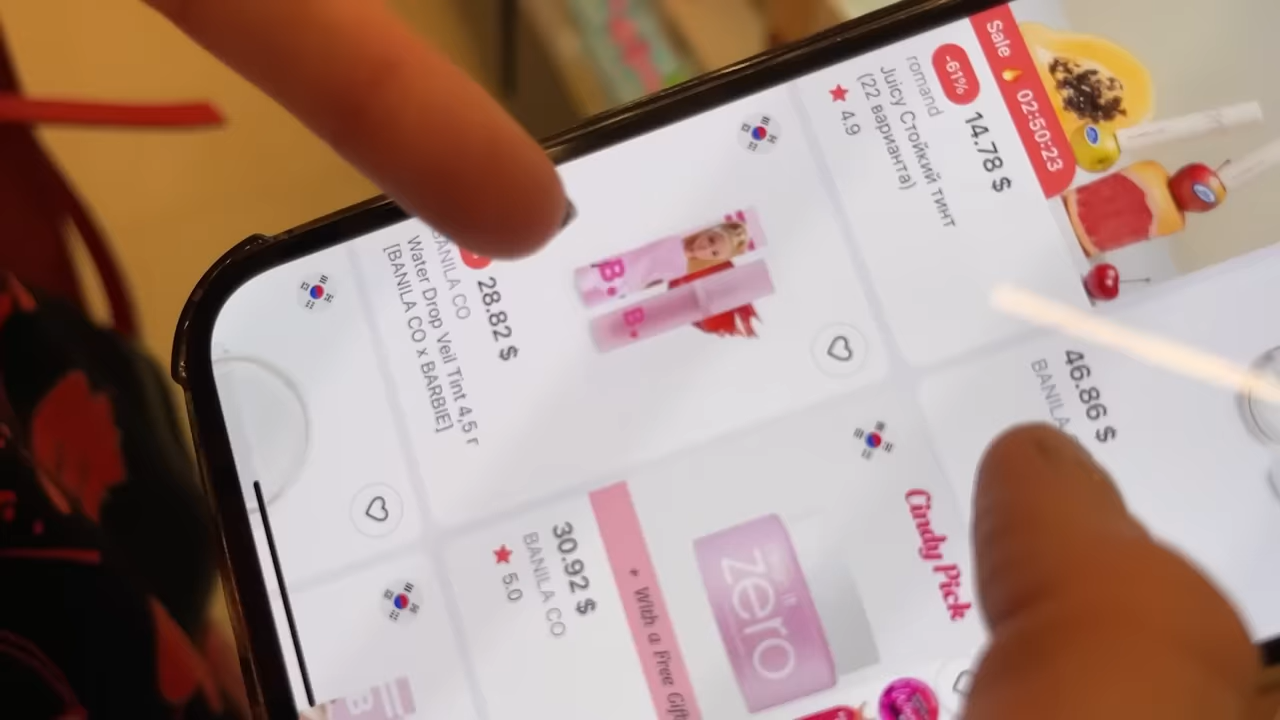 Sale 02:50:23
-61% 14.78 $
romand
Juicy Стойкий тинт
(22 варианта)
4.9
46.86 $
BANILA
B.
B.
28.82 $
BANILA CO
Water Drop Veil Tint 4,5 г
[BANILA CO x BARBIE]
Cindy Pick
it
zero
+ With a Free Gift
30.92 $
BANILA CO
5.0
B